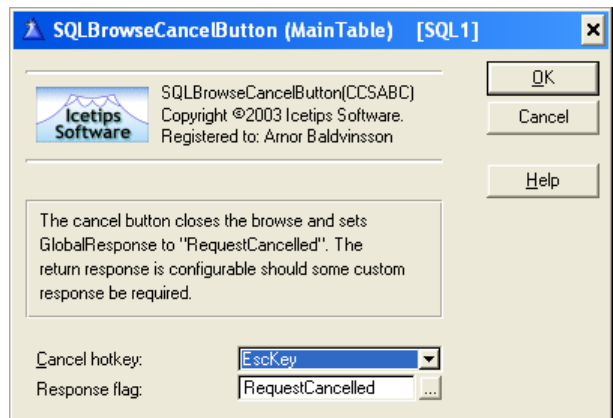 SQLBrowseCancelButton (MainTable) [SQL1]
OK
Cancel
Help
Icetips
Software
SQLBrowseCancelButton(CCSABC)
Copyright ©2003 Icetips Software.
Registered to: Arnor Baldvinsson
The cancel button closes the browse and sets
GlobalResponse to "RequestCancelled". The
return response is configurable should some custom
response be required.
Cancel hotkey: EscKey
Response flag: RequestCancelled ...